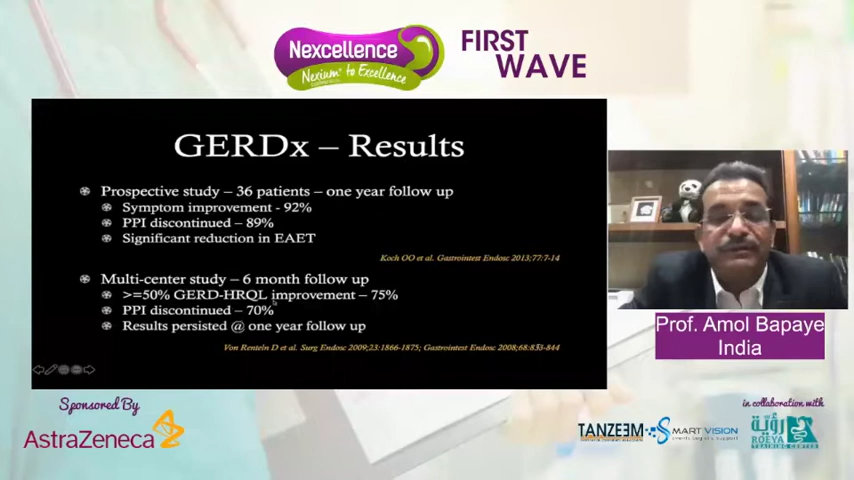 Nexcellence
Nexium to Excellence
FIRST
WAVE
GERDx – Results
Prospective study – 36 patients – one year follow up
Symptom improvement - 92%
PPI discontinued – 89%
Significant reduction in EAET
Koch OO et al. Gastrointest Endosc 2013;77:7-14
Multi-center study – 6 month follow up
>=50% GERD-HRQL improvement – 75%
PPI discontinued – 70%
Results persisted @ one year follow up
Von Renteln D et al. Surg Endosc 2009;23:1866-1875; Gastrointest Endosc 2008;68:833-844
Prof. Amol Bapaye
India
Sponsored By
AstraZeneca
in collaboration with
TANZEEM
SMART VISION
رؤية
ROEYA
TRAINING CENTER